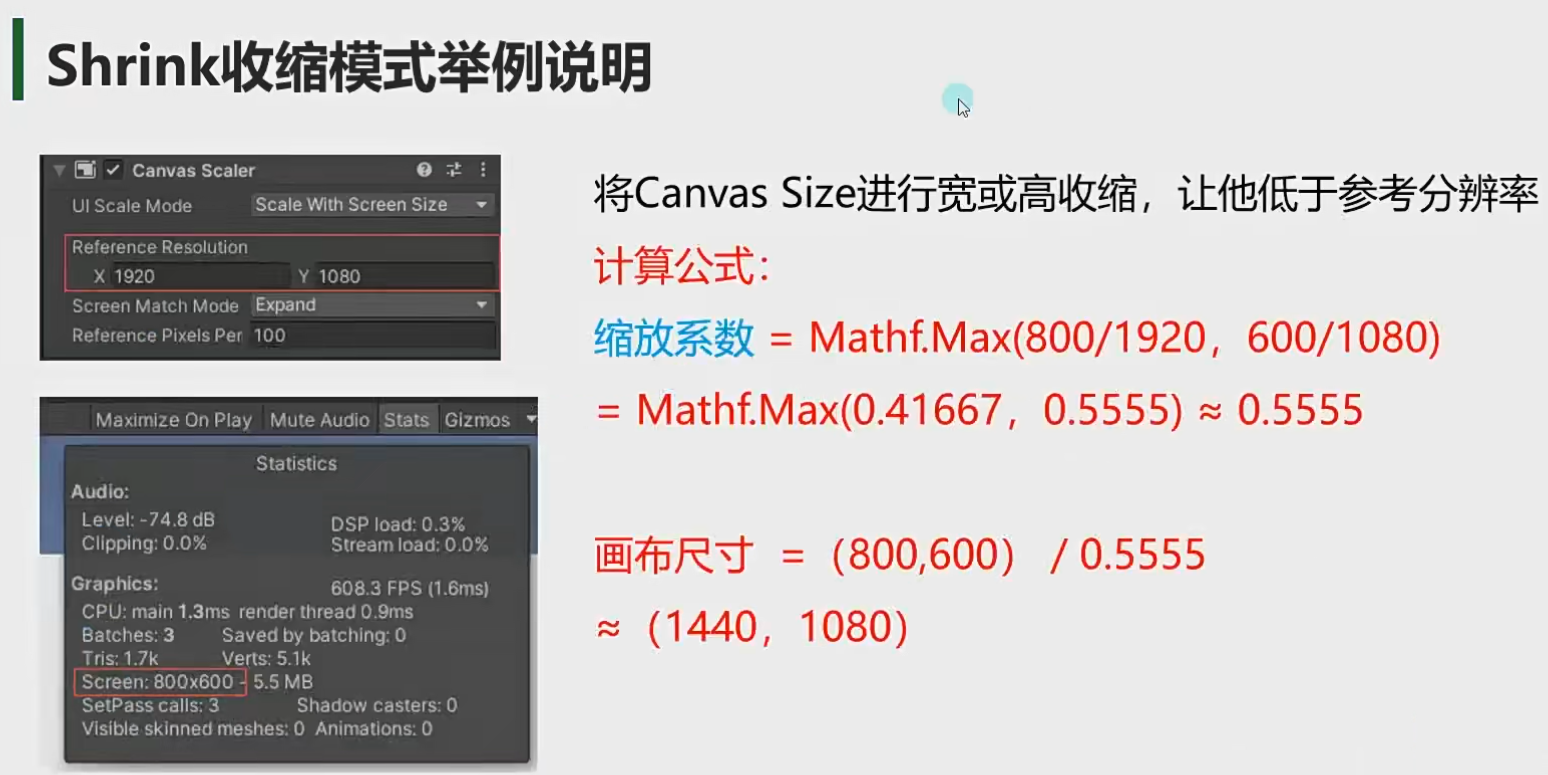 Shrink收缩模式举例说明
Canvas Scaler
UI Scale Mode Scale With Screen Size
Reference Resolution
X 1920 Y 1080
Screen Match Mode Expand
Reference Pixels Per 100
将Canvas Size进行宽或高收缩，让他低于参考分辨率
计算公式：
缩放系数 = Mathf.Max(800/1920，600/1080)
= Mathf.Max(0.41667，0.5555) ≈ 0.5555
画布尺寸 =（800,600） / 0.5555
≈（1440，1080）
Maximize On Play Mute Audio Stats Gizmos
Statistics
Audio:
Level: -74.8 dB DSP load: 0.3%
Clipping: 0.0% Stream load: 0.0%
Graphics: 608.3 FPS (1.6ms)
CPU: main 1.3ms render thread 0.9ms
Batches: 3 Saved by batching: 0
Tris: 1.7k Verts: 5.1k
Screen: 800x600 - 5.5 MB
SetPass calls: 3 Shadow casters: 0
Visible skinned meshes: 0 Animations: 0